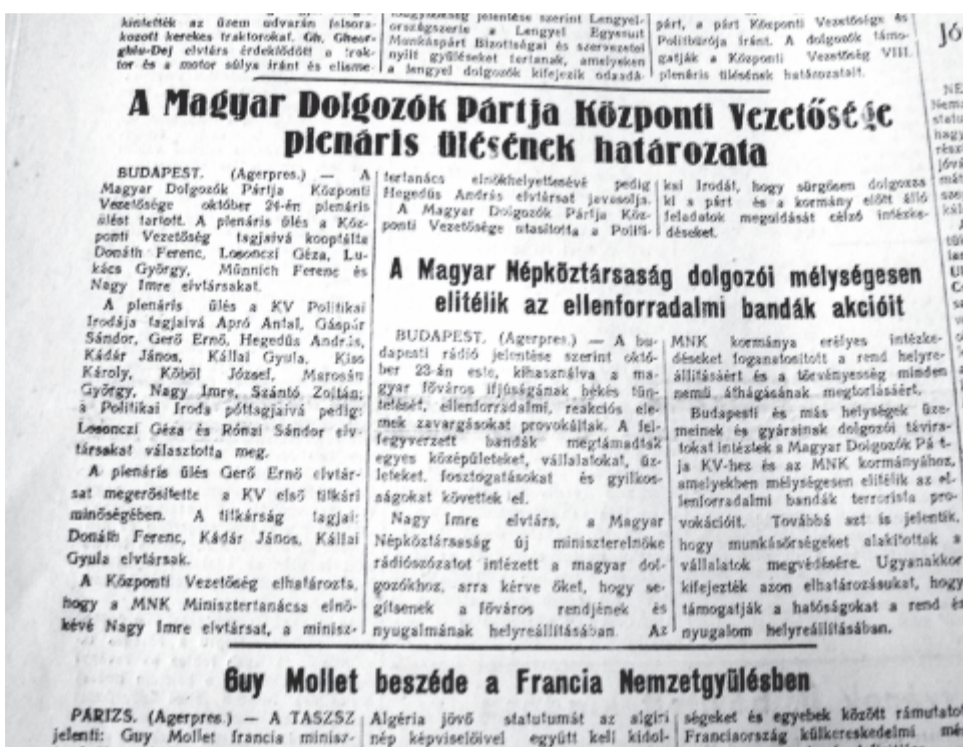 kintették az üzem udvarán felsora-
kozott kerekes traktorokat. Gh. Gheor-
ghiu-Dej elvtárs érdeklődött a trak-
tor és a motor súlya iránt és elisme-
jelentése szerint Lengyel-
országszerte a Lengyel Egyesült
Munkáspárt Bizottságai és szervezetei
nyílt gyűléseket tartanak, amelyeken
a lengyel dolgozók kifejezik odaadá-
párt, a párt Központi Vezetősége és
Politbürója iránt. A dolgozók támo-
gatják a Központi Vezetőség VIII.
plenáris ülésének határozatait.
A Magyar Dolgozók Pártja Központi Vezetősége
plenáris ülésének határozata
BUDAPEST. (Agerpres.) — A
Magyar Dolgozók Pártja Központi
Vezetősége október 24-én plenáris
ülést tartott. A plenáris ülés a Köz-
ponti Vezetőség tagjaivá kooptálta
Donáth Ferenc, Losonczi Géza, Lu-
kács György, Münnich Ferenc és
Nagy Imre elvtársakat.
A plenáris ülés a KV Politikai
Irodája tagjaivá Apró Antal, Gáspár
Sándor, Gerő Ernő, Hegedüs András,
Kádár János, Kállai Gyula, Kiss
Károly, Köböl József, Marosán
György, Nagy Imre, Szántó Zoltán;
a Politikai Iroda póttagjaivá pedig:
Losonczi Géza és Rónai Sándor elv-
társakat választotta meg.
A plenáris ülés Gerő Ernő elvtár-
sat megerősítette a KV első titkári
minőségében. A titkárság tagjai:
Donáth Ferenc, Kádár János, Kállai
Gyula elvtársak.
A Központi Vezetőség elhatározta,
hogy a MNK Minisztertanácsa elnö-
kévé Nagy Imre elvtársat, a minisz-
tertanács elnökhelyettesévé pedig
Hegedüs András elvtársat javasolja.
A Magyar Dolgozók Pártja Köz-
ponti Vezetősége utasította a Politi-
kai Irodát, hogy sürgősen dolgozza
ki a párt és a kormány előtt álló
feladatok megoldását célzó intézke-
déseket.
A Magyar Népköztársaság dolgozói mélységesen
elitélik az ellenforradalmi bandák akcióit
BUDAPEST. (Agerpres.) — A bu-
dapesti rádió jelentése szerint októ-
ber 23-án este, kihasználva a ma-
gyar főváros ifjúságának békés tün-
tetését, ellenforradalmi, reakciós ele-
mek zavargásokat provokáltak. A fel-
fegyverzett bandák megtámadták
egyes középületeket, vállalatokat, üz-
leteket. fosztogatásokat és gyilkos-
ságokat követtek el.
Nagy Imre elvtárs, a Magyar
Népköztársaság új miniszterelnöke
rádiószózatot intézett a magyar dol-
gozókhoz, arra kérve őket, hogy se-
gítsenek a főváros rendjének és
nyugalmának helyreállításában. Az
MNK kormánya erélyes intézke-
déseket foganatosított a rend helyre-
állításáért és a törvényesség minden
nemű áthágásának megtorlásáért.
Budapesti és más helységek üze-
meinek és gyárainak dolgozói távira-
tokat intéztek a Magyar Dolgozók Pá t-
ja KV-hez és az MNK kormányához,
amelyekben mélységesen elitélik az el-
lenforradalmi bandák terrorista pro-
vokációit. Továbbá azt is jelentik,
hogy munkásőrségeket alakítottak a
vállalatok megvédésére. Ugyanakkor
kifejezték azon elhatározásukat, hogy
támogatják a hatóságokat a rend és
nyugalom helyreállításában.
Guy Mollet beszéde a Francia Nemzetgyülésben
PÁRIZS. (Agerpres.) — A TASZSZ
jelenti: Guy Mollet francia minisz-
Algéria jövő statutumát az algiri
nép képviselőivel együtt kell kidol-
ségeket és egyebek között rámutatot
Franciaország külkereskedelmi
Jó